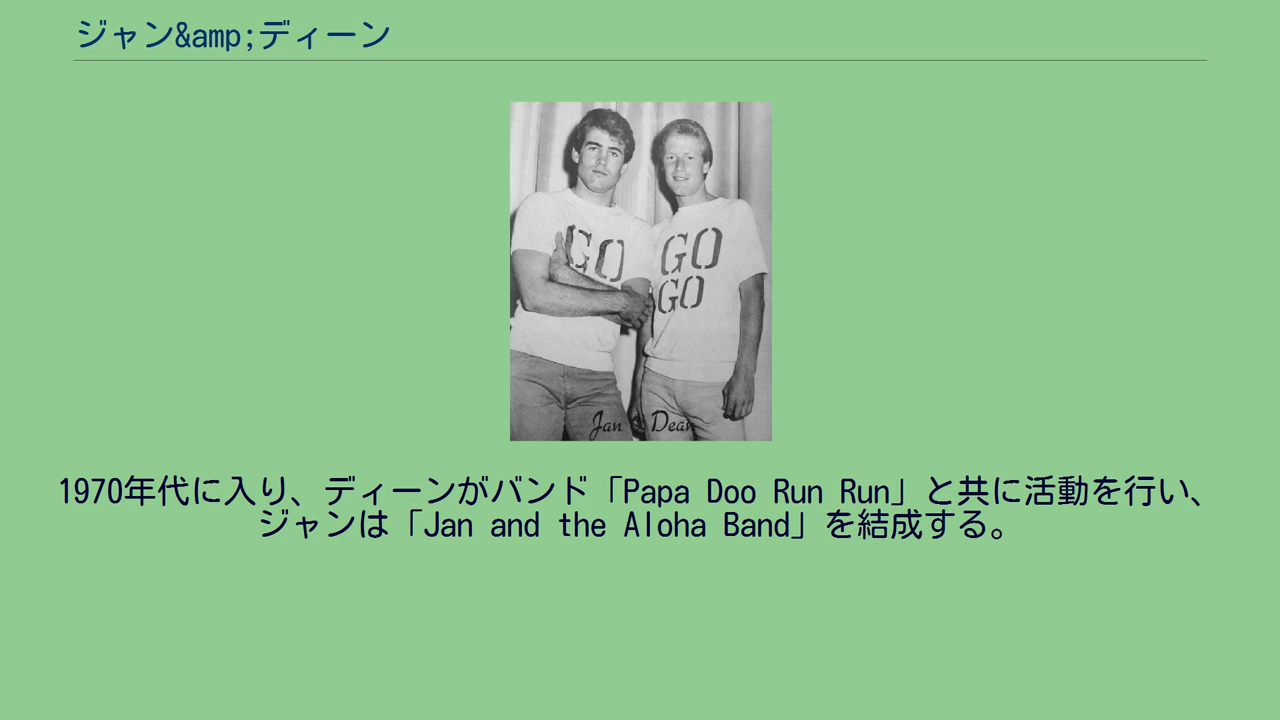 ジャン&amp;ディーン
GO
GO
GO
Jan & Dean
1970年代に入り、ディーンがバンド「Papa Doo Run Run」と共に活動を行い、
ジャンは「Jan and the Aloha Band」を結成する。